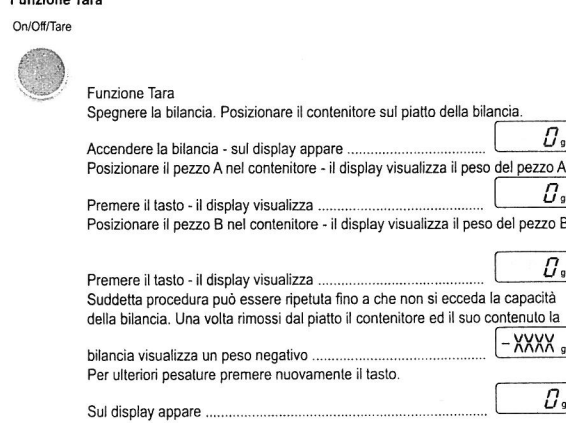 Funzione Tara
On/Off/Tare
Funzione Tara
Spegnere la bilancia. Posizionare il contenitore sul piatto della bilancia.
Accendere la bilancia - sul display appare ........................................ 0 g
Posizionare il pezzo A nel contenitore - il display visualizza il peso del pezzo A
Premere il tasto - il display visualizza ................................................ 0 g
Posizionare il pezzo B nel contenitore - il display visualizza il peso del pezzo B
Premere il tasto - il display visualizza ................................................ 0 g
Suddetta procedura può essere ripetuta fino a che non si ecceda la capacità
della bilancia. Una volta rimossi dal piatto il contenitore ed il suo contenuto la
bilancia visualizza un peso negativo .................................................. -XXXX g
Per ulteriori pesature premere nuovamente il tasto.
Sul display appare ................................................................................ 0 g